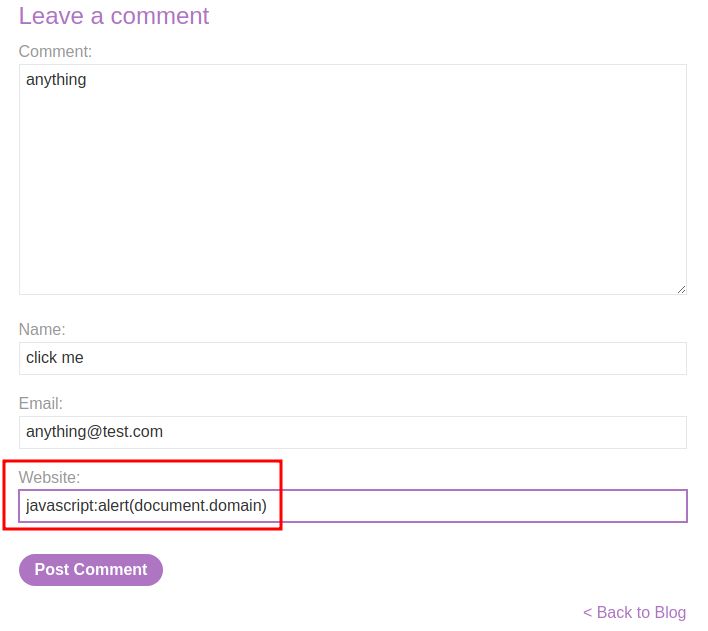 Leave a comment
Comment:
anything
Name:
click me
Email:
anything@test.com
Website:
javascript:alert(document.domain)
Post Comment
< Back to Blog